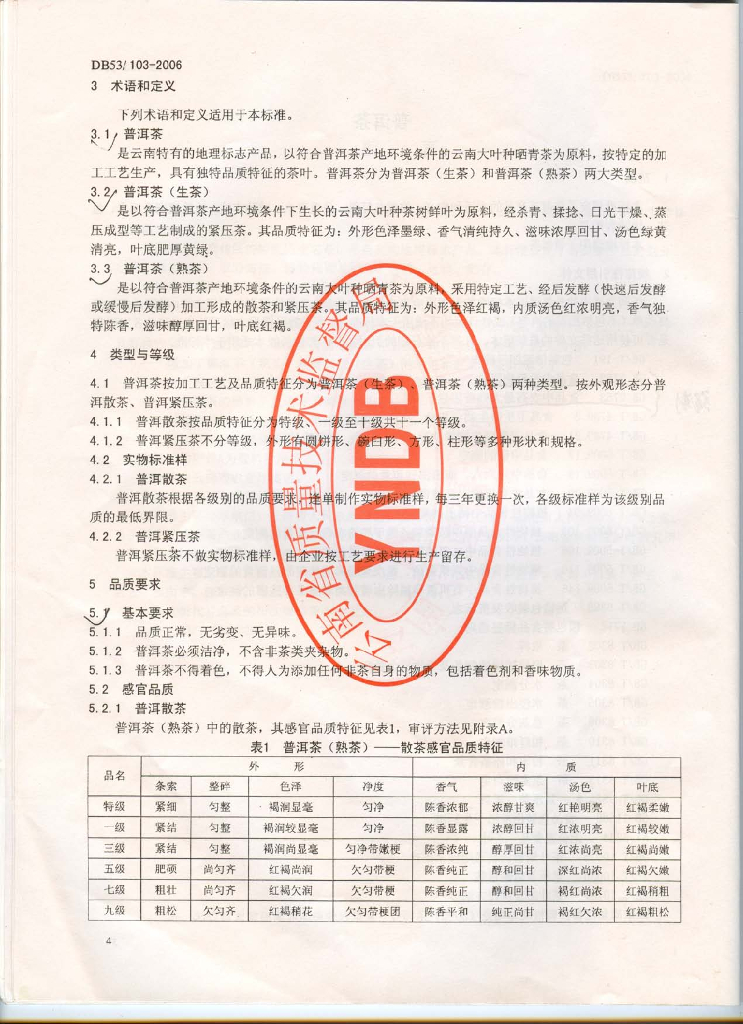 DB53/ 103-2006
3 术语和定义
下列术语和定义适用于本标准。
3.1 普洱茶
是云南特有的地理标志产品，以符合普洱茶产地环境条件的云南大叶种晒青茶为原料，按特定的加
工工艺生产，具有独特品质特征的茶叶。普洱茶分为普洱茶（生茶）和普洱茶（熟茶）两大类型。
3.2 普洱茶（生茶）
是以符合普洱茶产地环境条件下生长的云南大叶种茶树鲜叶为原料，经杀青、揉捻、日光干燥、蒸
压成型等工艺制成的紧压茶。其品质特征为：外形色泽墨绿、香气清纯持久、滋味浓厚回甘、汤色绿黄
清亮，叶底肥厚黄绿。
3.3 普洱茶（熟茶）
是以符合普洱茶产地环境条件的云南大叶种晒青茶为原料，采用特定工艺、经后发酵（快速后发酵
或缓慢后发酵）加工形成的散茶和紧压茶。其品质特征为：外形色泽红褐，内质汤色红浓明亮，香气独
特陈香，滋味醇厚回甘，叶底红褐。
4 类型与等级
4.1 普洱茶按加工工艺及品质特征分为普洱茶（生茶）、普洱茶（熟茶）两种类型。按外观形态分普
洱散茶、普洱紧压茶。
4.1.1 普洱散茶按品质特征分为特级、一级至十级共十一个等级。
4.1.2 普洱紧压茶不分等级，外形有圆饼形、碗臼形、方形、柱形等多种形状和规格。
4.2 实物标准样
4.2.1 普洱散茶
普洱散茶根据各级别的品质要求，逢单制作实物标准样，每三年更换一次，各级标准样为该级别品
质的最低界限。
4.2.2 普洱紧压茶
普洱紧压茶不做实物标准样，由企业按工艺要求进行生产留存。
5 品质要求
5.1 基本要求
5.1.1 品质正常，无劣变、无异味。
5.1.2 普洱茶必须洁净，不含非茶类夹杂物。
5.1.3 普洱茶不得着色，不得人为添加任何非茶自身的物质，包括着色剂和香味物质。
5.2 感官品质
5.2.1 普洱散茶
普洱茶（熟茶）中的散茶，其感官品质特征见表1，审评方法见附录A。
表1 普洱茶（熟茶）——散茶感官品质特征
品名 外 形 内 质
条索 整碎 色泽 净度 香气 滋味 汤色 叶底
特级 紧细 匀整 褐润显毫 匀净 陈香浓郁 浓醇甘爽 红艳明亮 红褐柔嫩
一级 紧结 匀整 褐润较显毫 匀净 陈香显露 浓醇回甘 红浓明亮 红褐较嫩
三级 紧结 匀整 褐润尚显毫 匀净带嫩梗 陈香浓纯 醇厚回甘 红浓尚亮 红褐尚嫩
五级 肥硕 尚匀齐 红褐尚润 欠匀带梗 陈香纯正 醇和回甘 深红尚浓 红褐欠嫩
七级 粗壮 尚匀齐 红褐欠润 欠匀带梗 陈香纯正 醇和回甘 褐红尚浓 红褐稍粗
九级 粗松 欠匀齐 红褐稍花 欠匀带梗团 陈香平和 纯正尚甘 褐红欠浓 红褐粗松
4
云南省质量技术监督局
YNDB